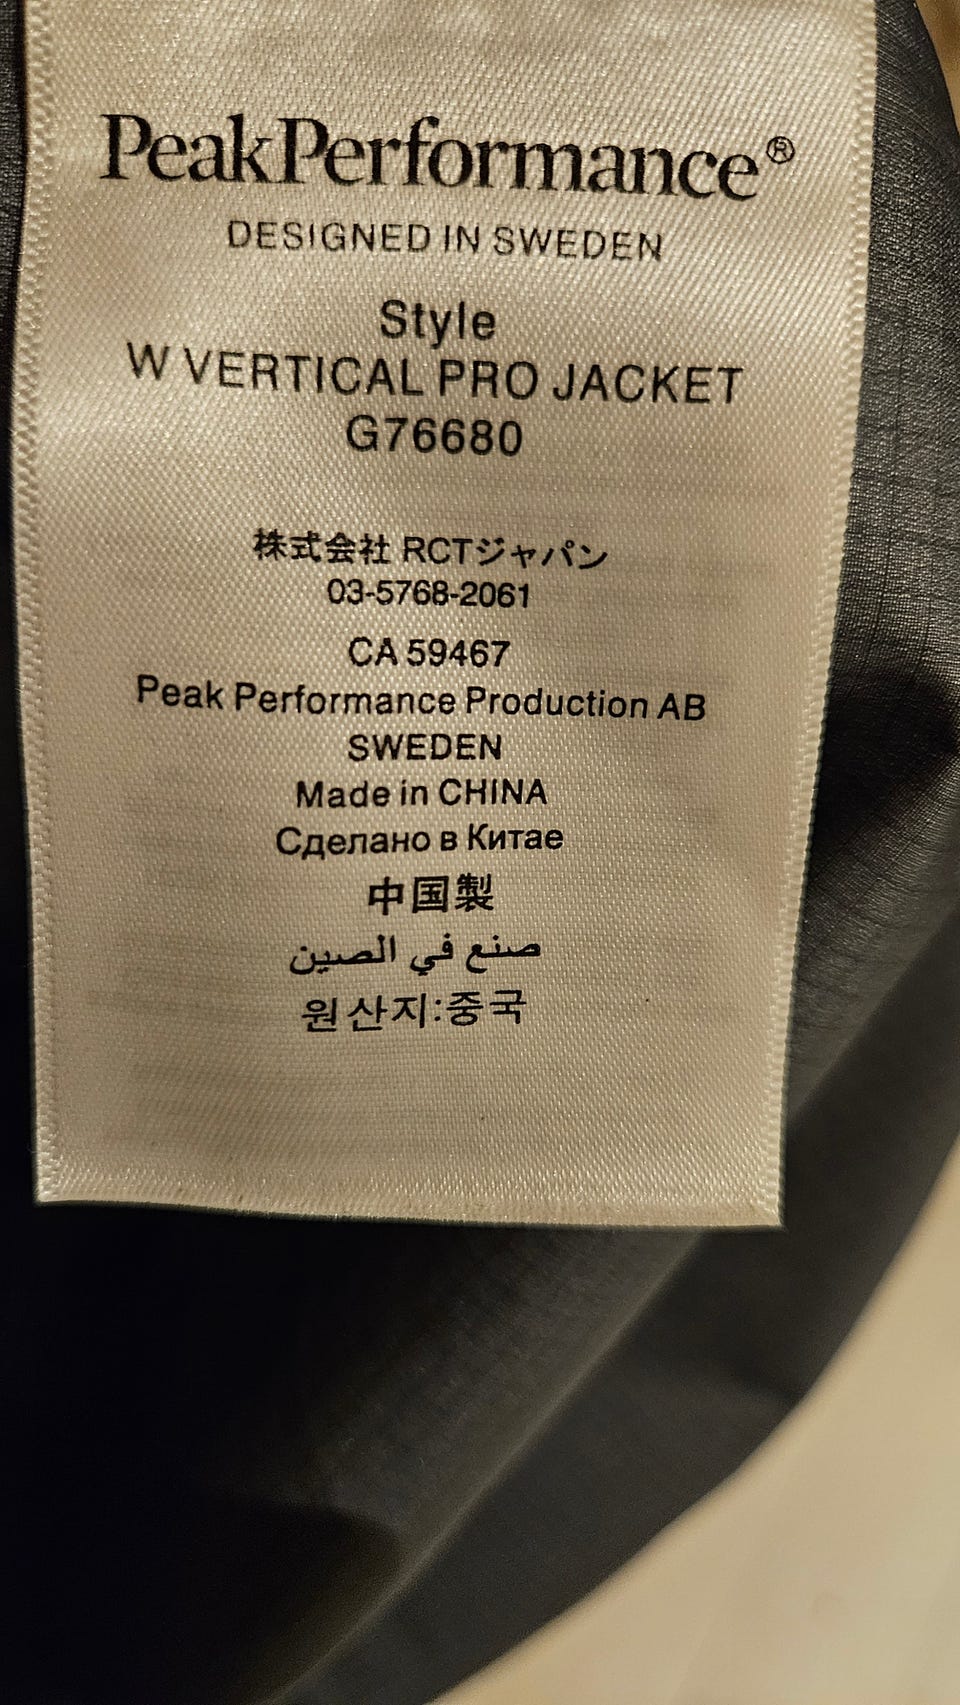 PeakPerformance®
DESIGNED IN SWEDEN
Style
W VERTICAL PRO JACKET
G76680
株式会社 RCTジャパン
03-5768-2061
CA 59467
Peak Performance Production AB
SWEDEN
Made in CHINA
Сделано в Китае
中国製
صنع في الصين
원산지:중국